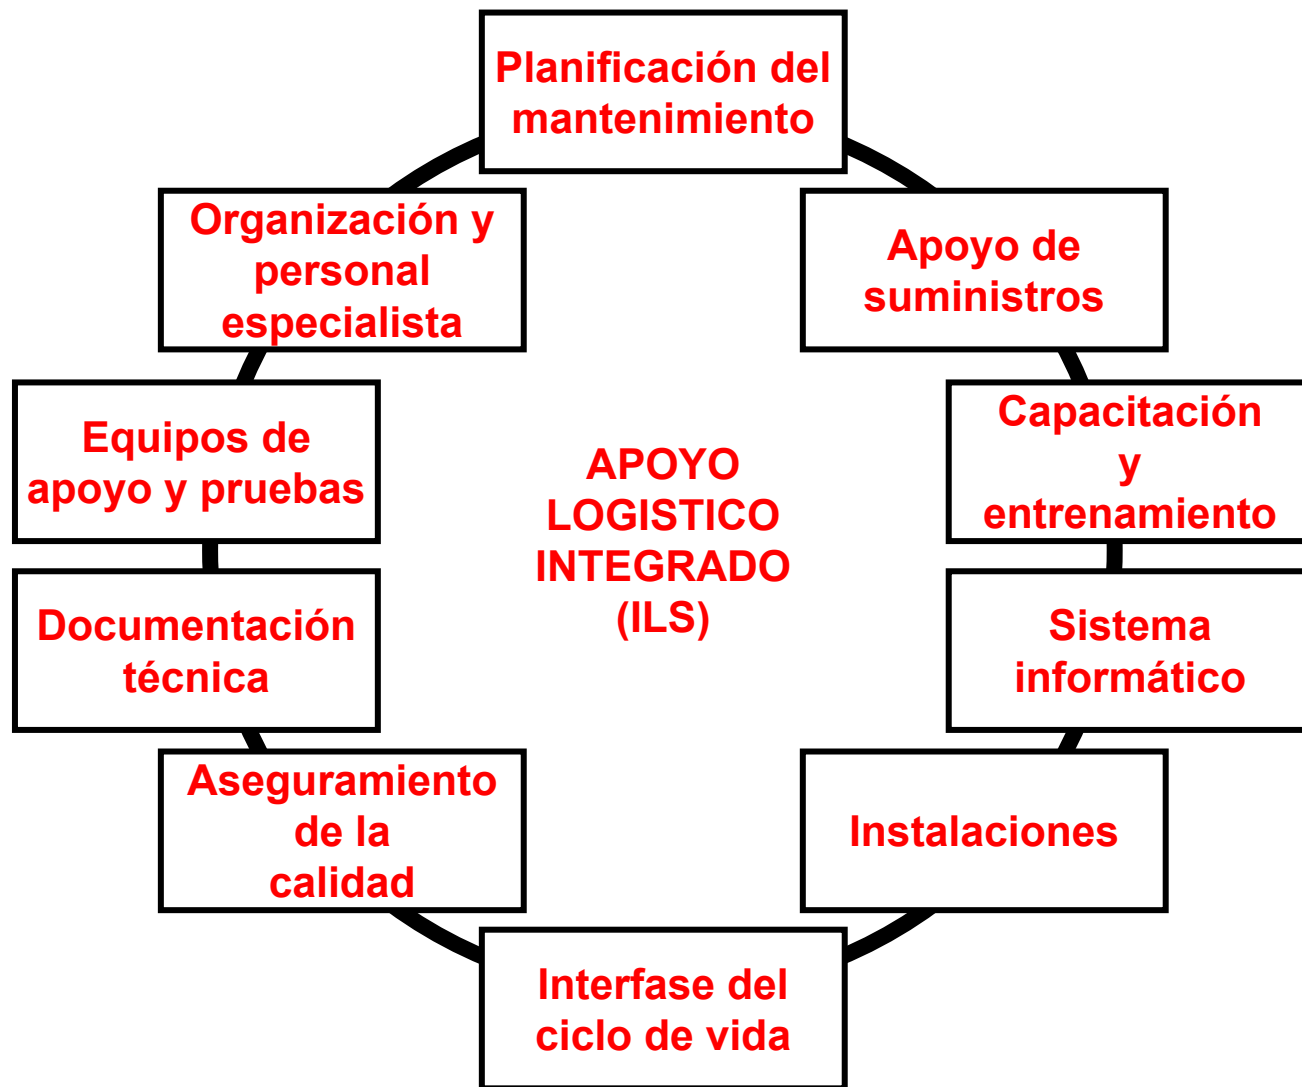 Planificación del
mantenimiento
Apoyo de
suministros
Capacitación
y
entrenamiento
Sistema
informático
Instalaciones
Interfase del
ciclo de vida
Aseguramiento
de la
calidad
Documentación
técnica
Equipos de
apoyo y pruebas
Organización y
personal
especialista
APOYO
LOGISTICO
INTEGRADO
(ILS)